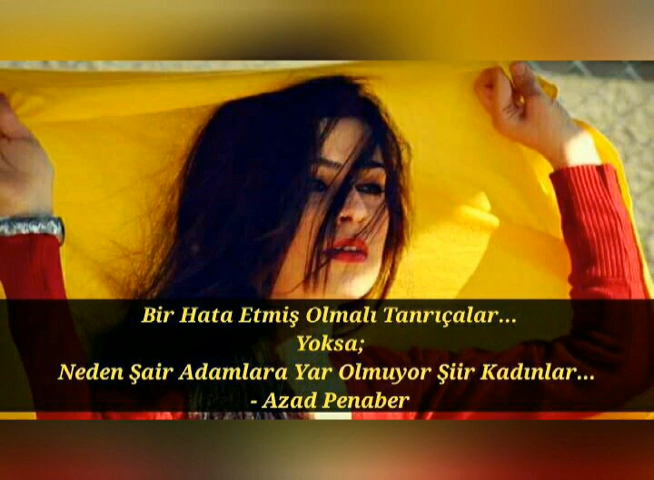 Bir Hata Etmiş Olmalı Tanrıçalar...
Yoksa;
Neden Şair Adamlara Yar Olmuyor Şiir Kadınlar...
- Azad Penaber